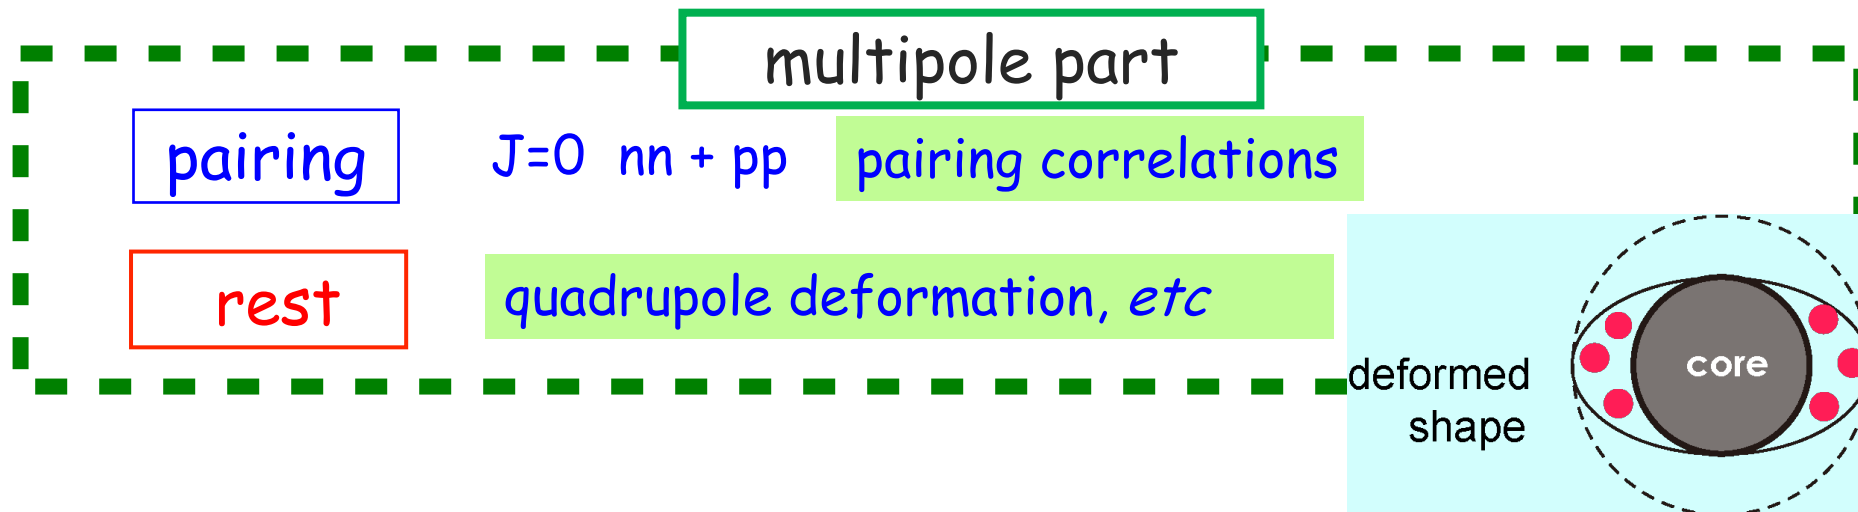 multipole part
pairing J=0 nn + pp pairing correlations
rest quadrupole deformation, etc
core
deformed
shape